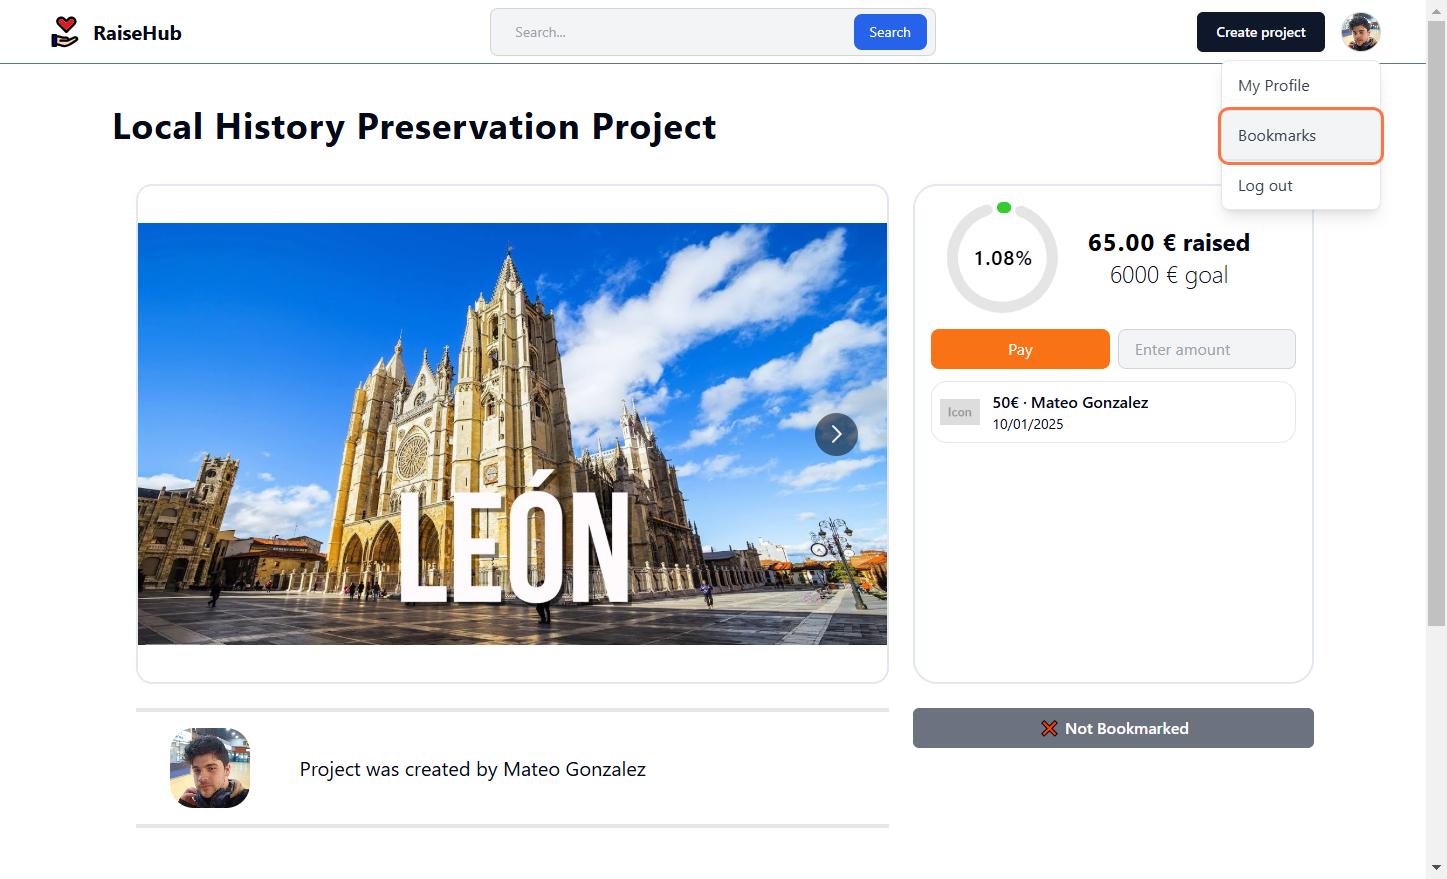 RaiseHub
Search...
Search
Create project
My Profile
Bookmarks
Log out
Local History Preservation Project
LEÓN
1.08%
65.00 € raised
6000 € goal
Pay
Enter amount
Icon
50€ · Mateo Gonzalez
10/01/2025
Not Bookmarked
Project was created by Mateo Gonzalez